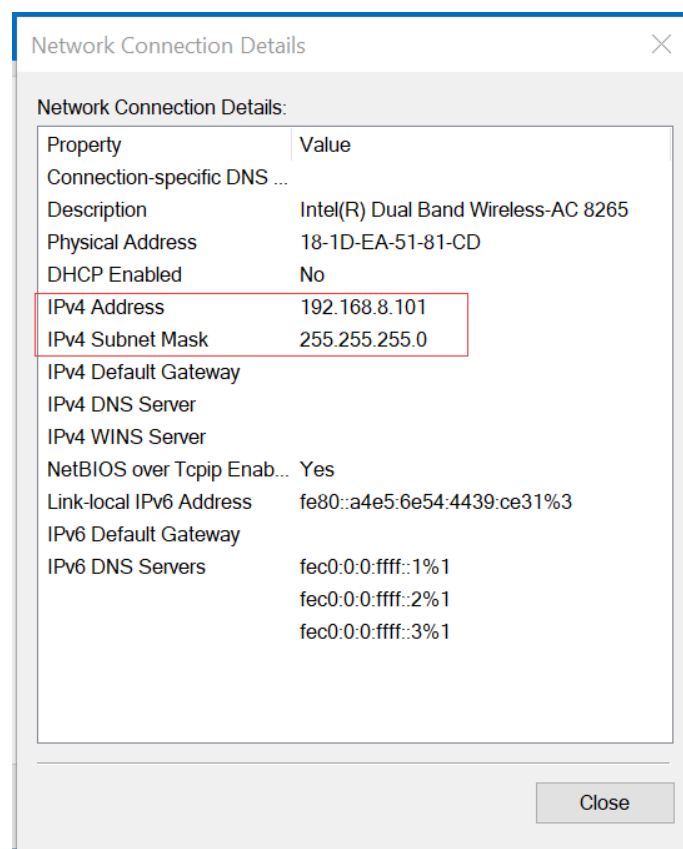 Network Connection Details
Network Connection Details:
Property Value
Connection-specific DNS ...
Description Intel(R) Dual Band Wireless-AC 8265
Physical Address 18-1D-EA-51-81-CD
DHCP Enabled No
IPv4 Address 192.168.8.101
IPv4 Subnet Mask 255.255.255.0
IPv4 Default Gateway
IPv4 DNS Server
IPv4 WINS Server
NetBIOS over Tcpip Enab... Yes
Link-local IPv6 Address fe80::a4e5:6e54:4439:ce31%3
IPv6 Default Gateway
IPv6 DNS Servers fec0:0:0:ffff::1%1
fec0:0:0:ffff::2%1
fec0:0:0:ffff::3%1
Close